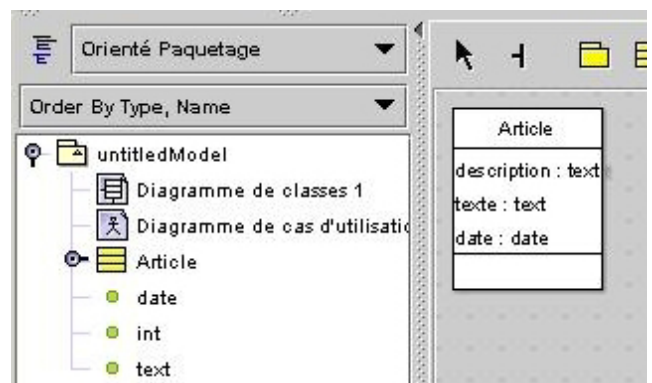 Orienté Paquetage
Order By Type, Name
untitledModel
Diagramme de classes 1
Diagramme de cas d'utilisatio
Article
date
int
text
Article
description : texte
texte : text
date : date